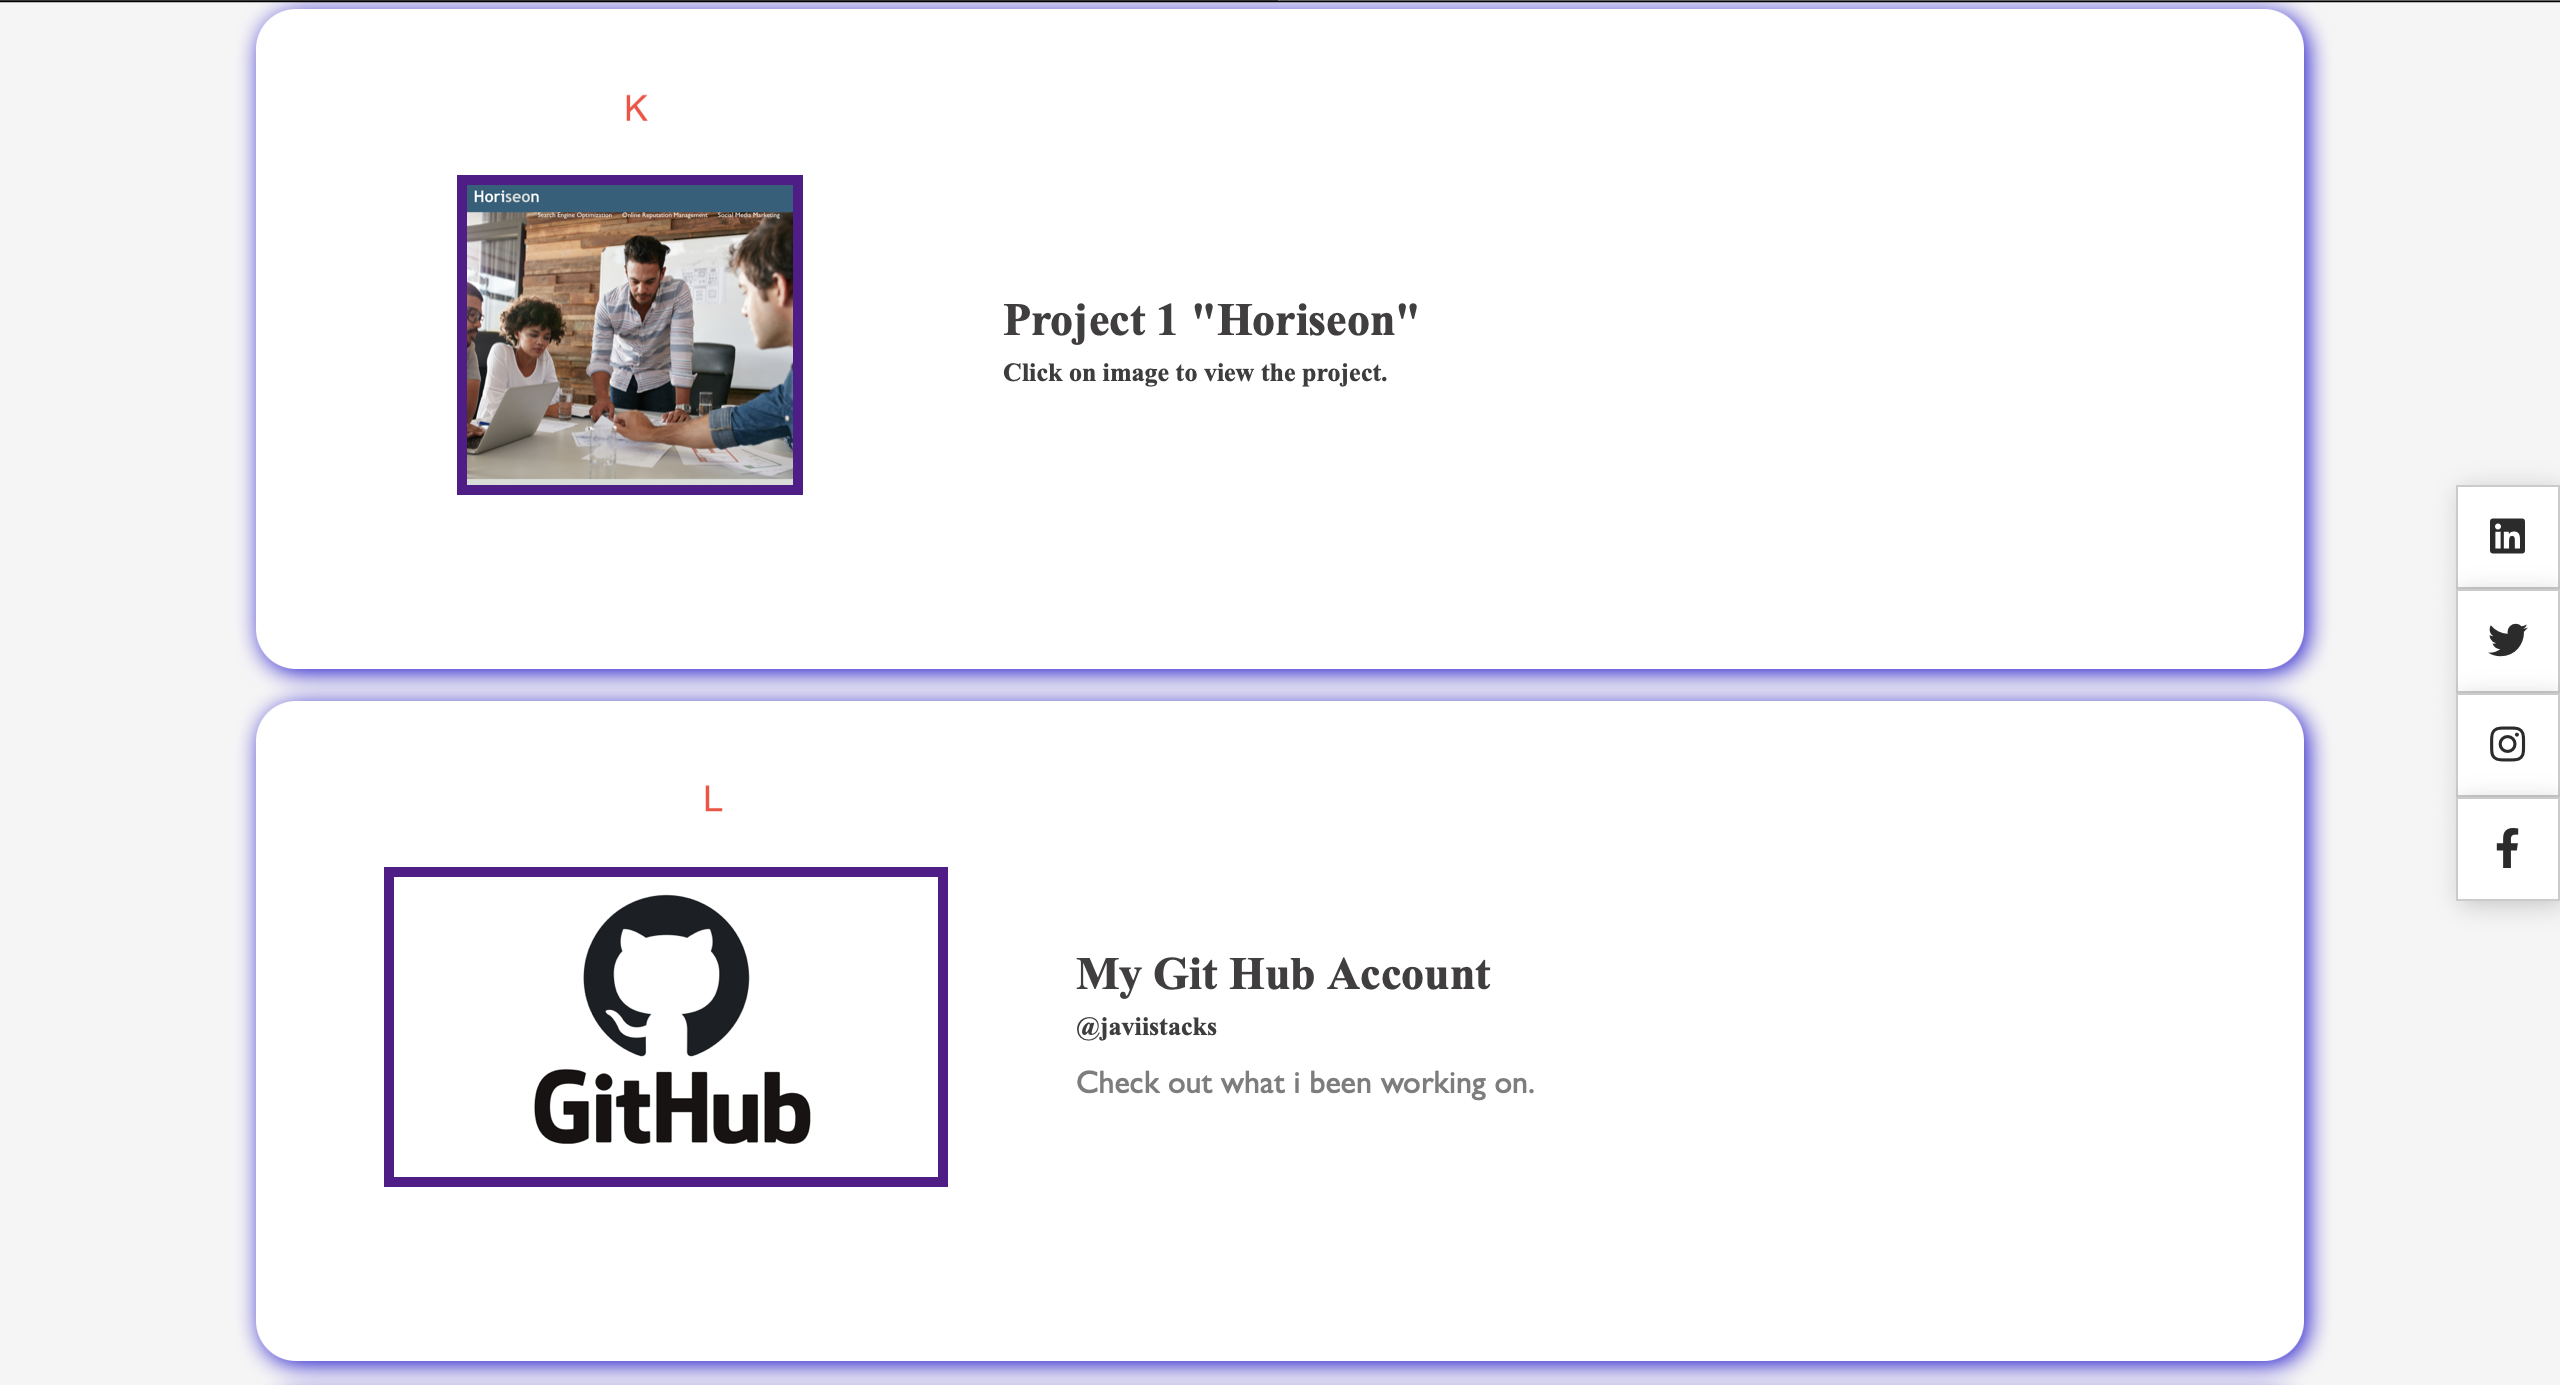 K
Horiseon
Search Engine Optimization Online Reputation Management Social Media Marketing
Project 1 "Horiseon"
Click on image to view the project.
L
GitHub
My Git Hub Account
@javiistacks
Check out what i been working on.
in